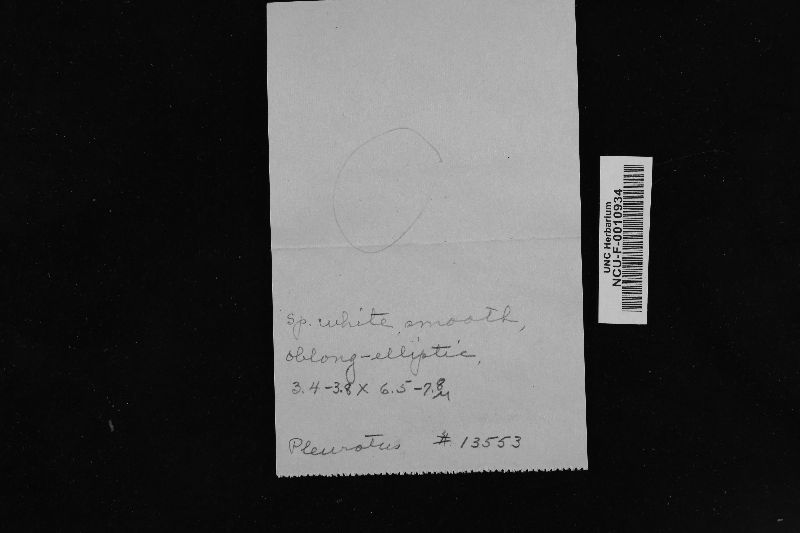 Sp. white, smooth,
oblong-elliptic,
3.4-3.8 x 6.5-7.8 µ
Pleurotus # 13553
UNC Herbarium
NCU-F-0010934